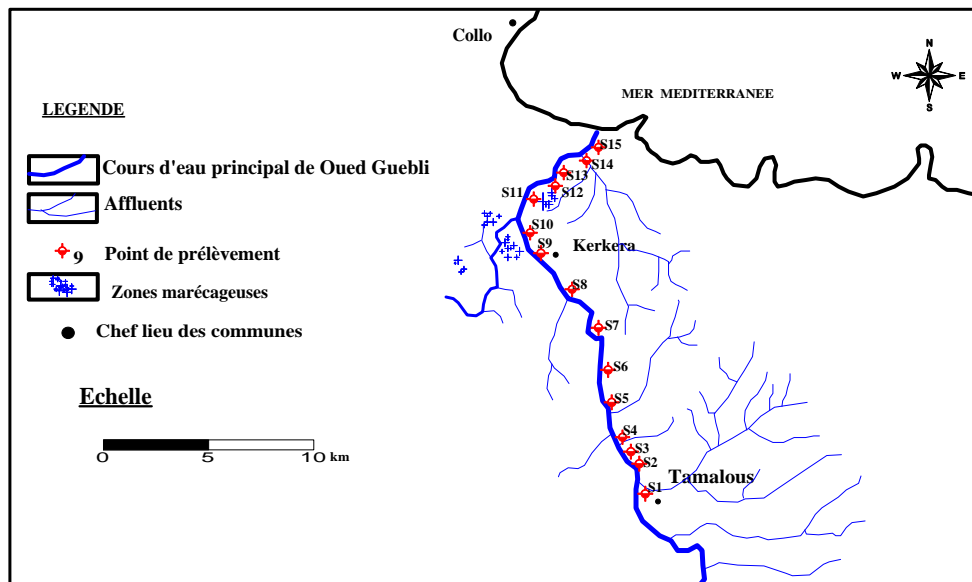 Collo
N
W E
S
MER MEDITERRANEE
LEGENDE
Cours d'eau principal de Oued Guebli
Affluents
9 Point de prélèvement
Zones marécageuses
Chef lieu des communes
Echelle
0 5 10 km
S15
S14
S13
S12
S11
S10
S9
Kerkera
S8
S7
S6
S5
S4
S3
S2
Tamalous
S1